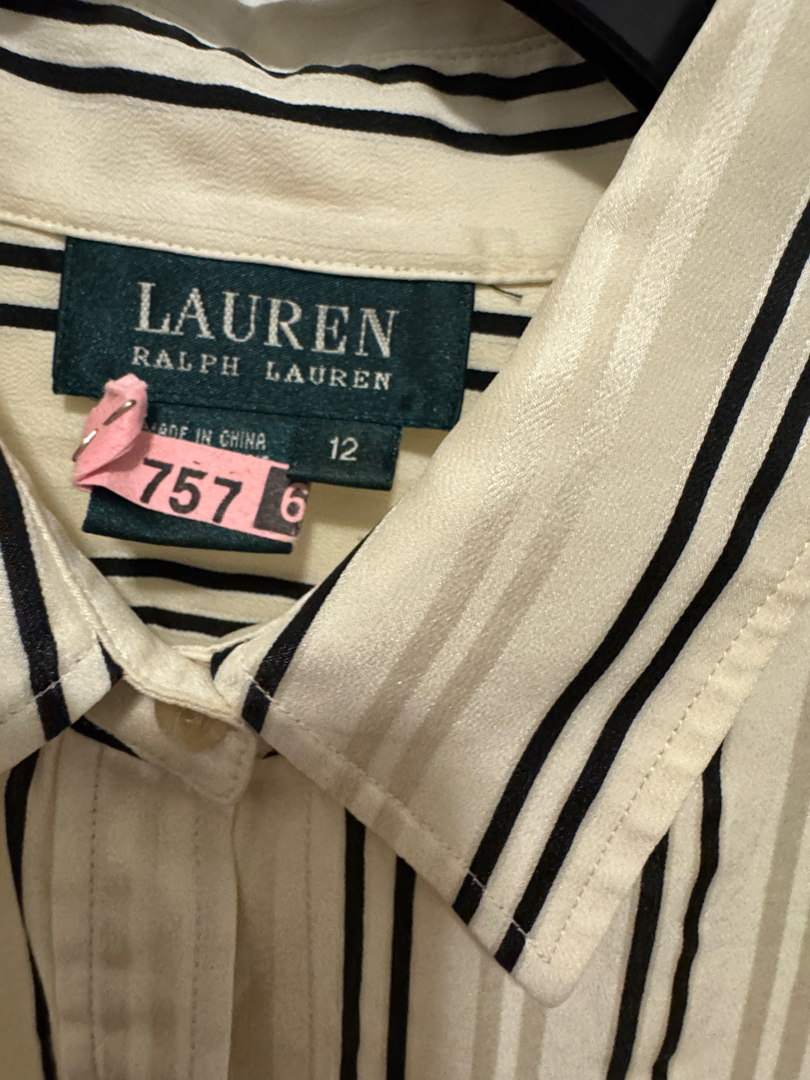 LAUREN
RALPH LAUREN
MADE IN CHINA
12
757 6